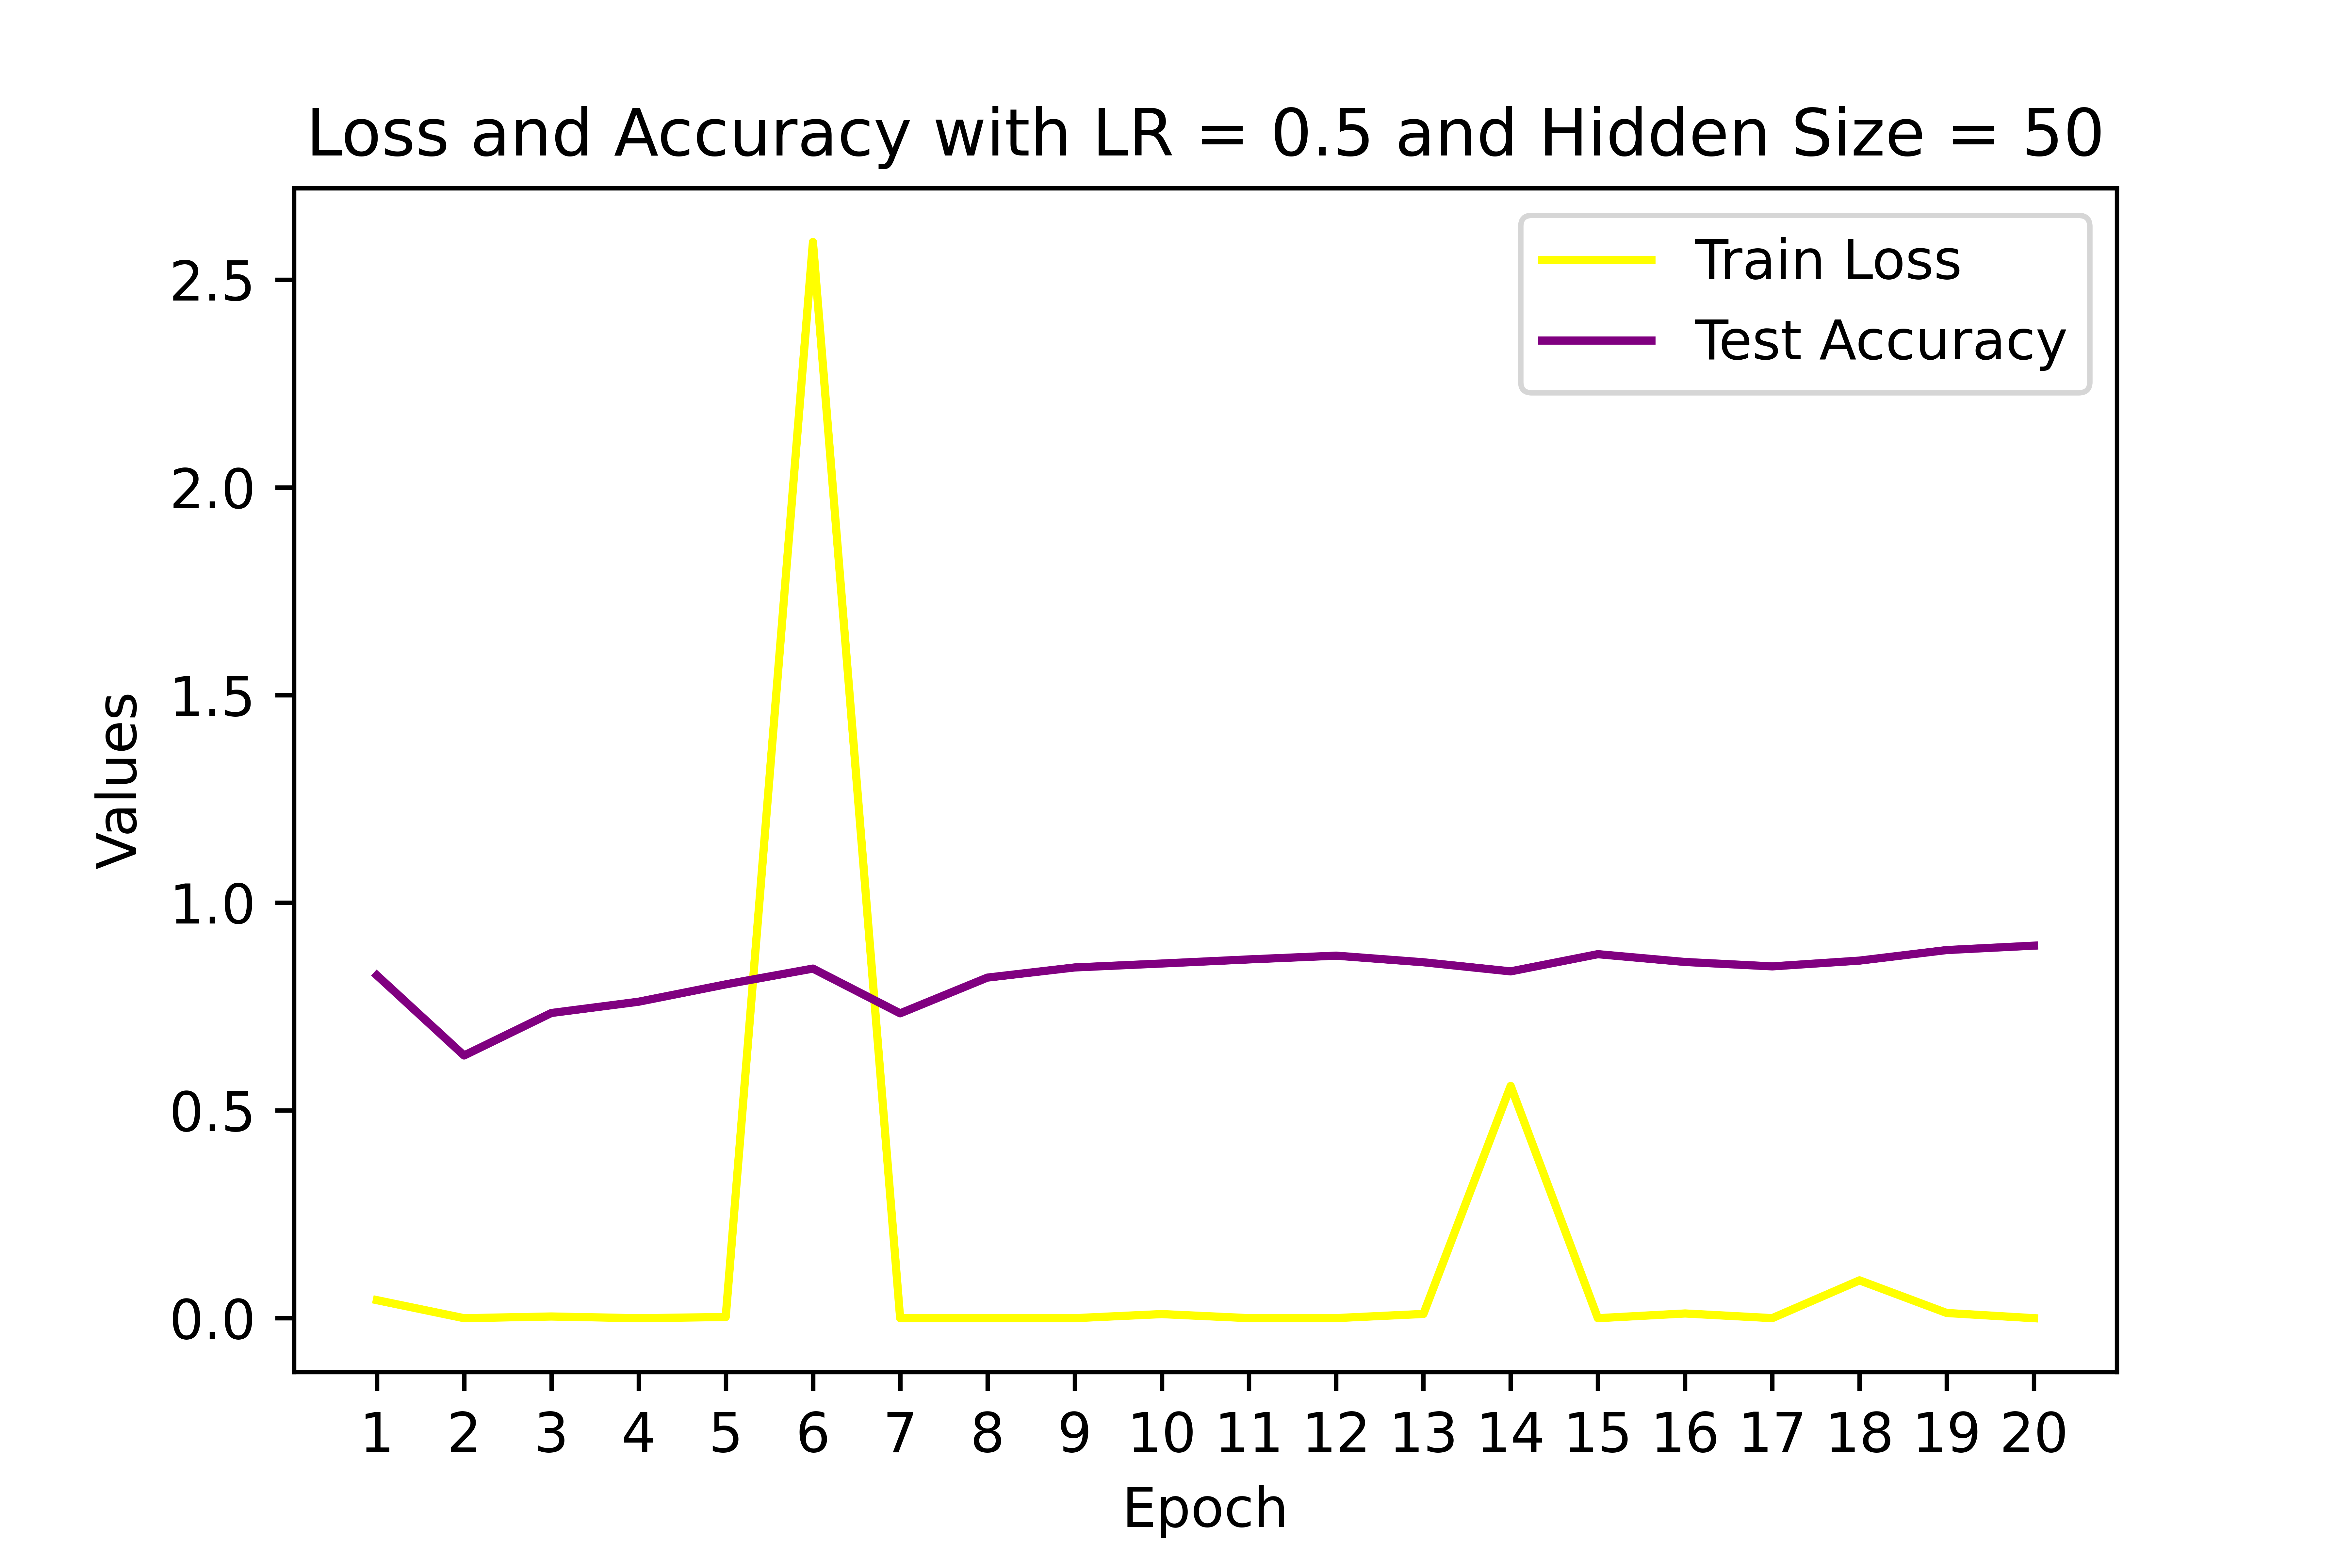 Loss and Accuracy with LR = 0.5 and Hidden Size = 50
Train Loss
Test Accuracy
2.5
2.0
1.5
1.0
0.5
0.0
Values
1 2 3 4 5 6 7 8 9 10 11 12 13 14 15 16 17 18 19 20
Epoch